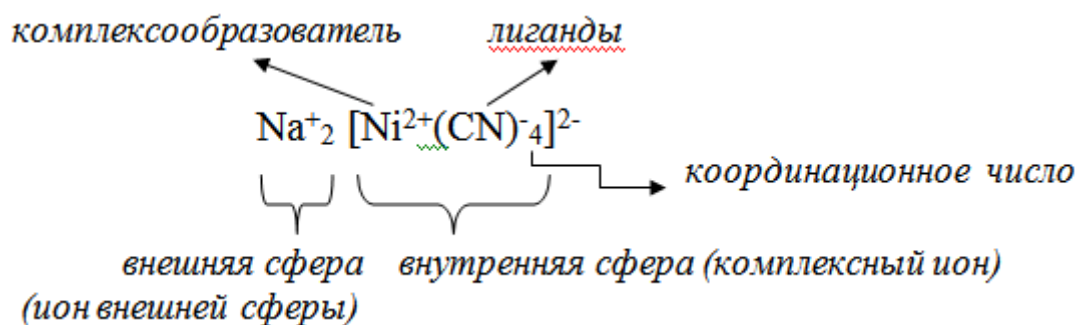 комплексообразователь лиганды
Na⁺₂ [Ni²⁺(CN)⁻₄]²⁻
координационное число
внешняя сфера внутренняя сфера (комплексный ион)
(ион внешней сферы)